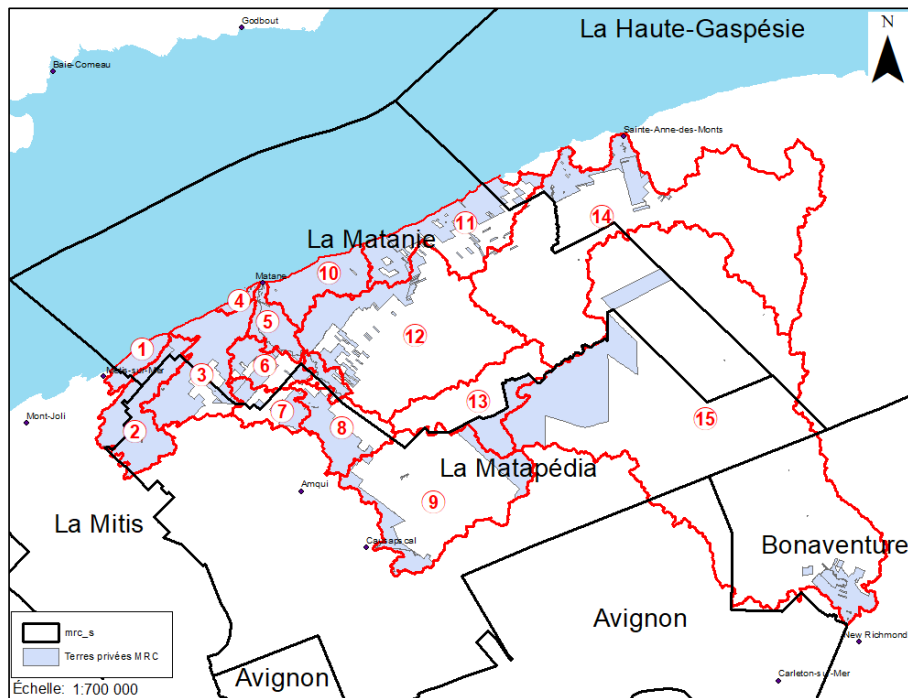 Godbout
La Haute-Gaspésie
N
Baie-Comeau
Sainte-Anne-des-Monts
14
11
La Matanie
10
Matane
4
5
12
1
3
6
Metis-sur-Mer
13
7
Mont-Joli
8
15
2
La Matapédia
Amqui
9
La Mitis
Causapscal
Bonaventure
Avignon
mrc_s
New Richmond
Terres privées MRC
Avignon
Carleton-sur-Mer
Échelle: 1:700 000